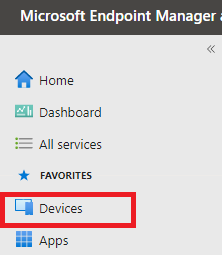 Microsoft Endpoint Manager a
«
Home
Dashboard
All services
FAVORITES
Devices
Apps